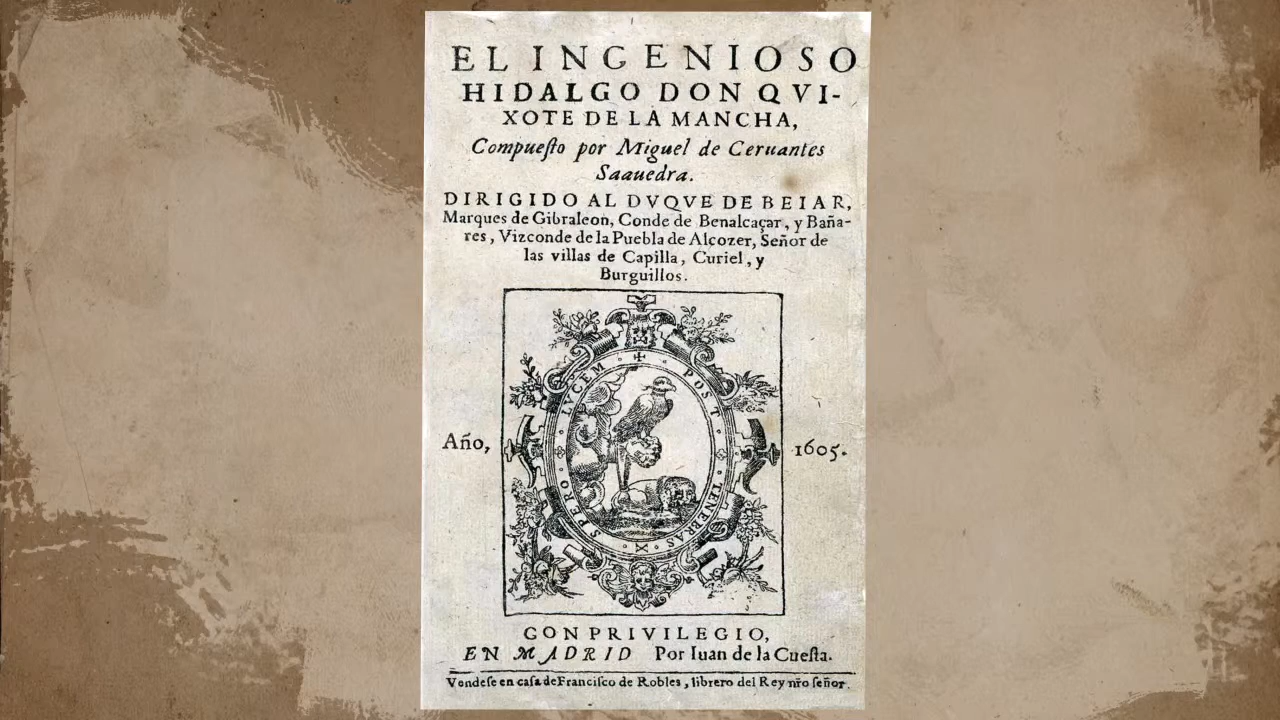 EL INGENIOSO
HIDALGO DON QVI-
XOTE DE LA MANCHA,
Compueſto por Miguel de Ceruantes
Saauedra.
DIRIGIDO AL DVQVE DE BEIAR,
Marques de Gibraleon, Conde de Benalcaçar, y Baña-
res, Vizconde de la Puebla de Alcozer, Señor de
las villas de Capilla, Curiel, y
Burguillos.
SPERO LVCEM POST TENEBRAS
Año, 1605.
CON PRIVILEGIO,
EN MADRID Por Iuan de la Cueſta.
Vendeſe en caſa de Franciſco de Robles, librero del Rey nr̃o ſeñor.